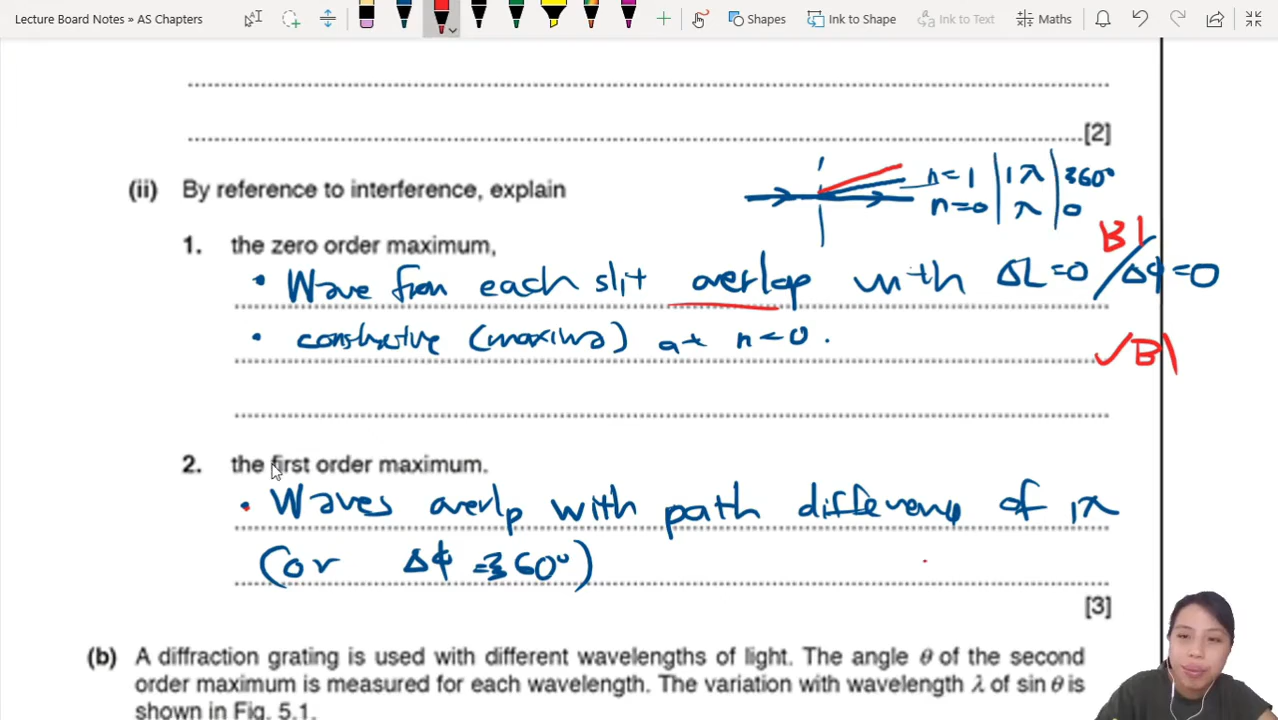 Lecture Board Notes » AS Chapters
Shapes
Ink to Shape
Ink to Text
Maths
[2]
(ii) By reference to interference, explain
n=1 | 1λ | 360°
n=0 | λ | 0
1. the zero order maximum,
B1
• Wave from each slit overlap with ΔL=0 / Δφ=0
• constructive (maxima) at n=0.
✓B1
2. the first order maximum.
• Waves overlp with path difference of 1λ
(or Δφ =360°)
[3]
(b) A diffraction grating is used with different wavelengths of light. The angle θ of the second
order maximum is measured for each wavelength. The variation with wavelength λ of sin θ is
shown in Fig. 5.1.